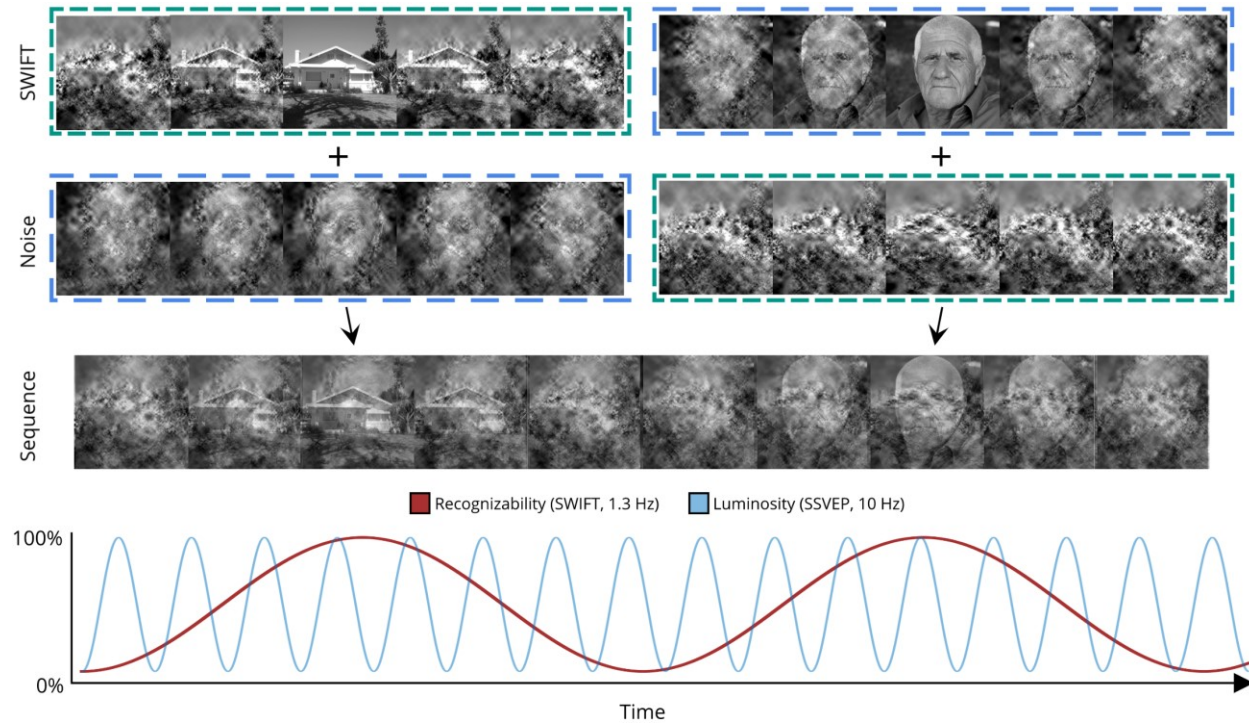 SWIFT
+
+
Noise
Sequence
Recognizability (SWIFT, 1.3 Hz)
Luminosity (SSVEP, 10 Hz)
100%
0%
Time